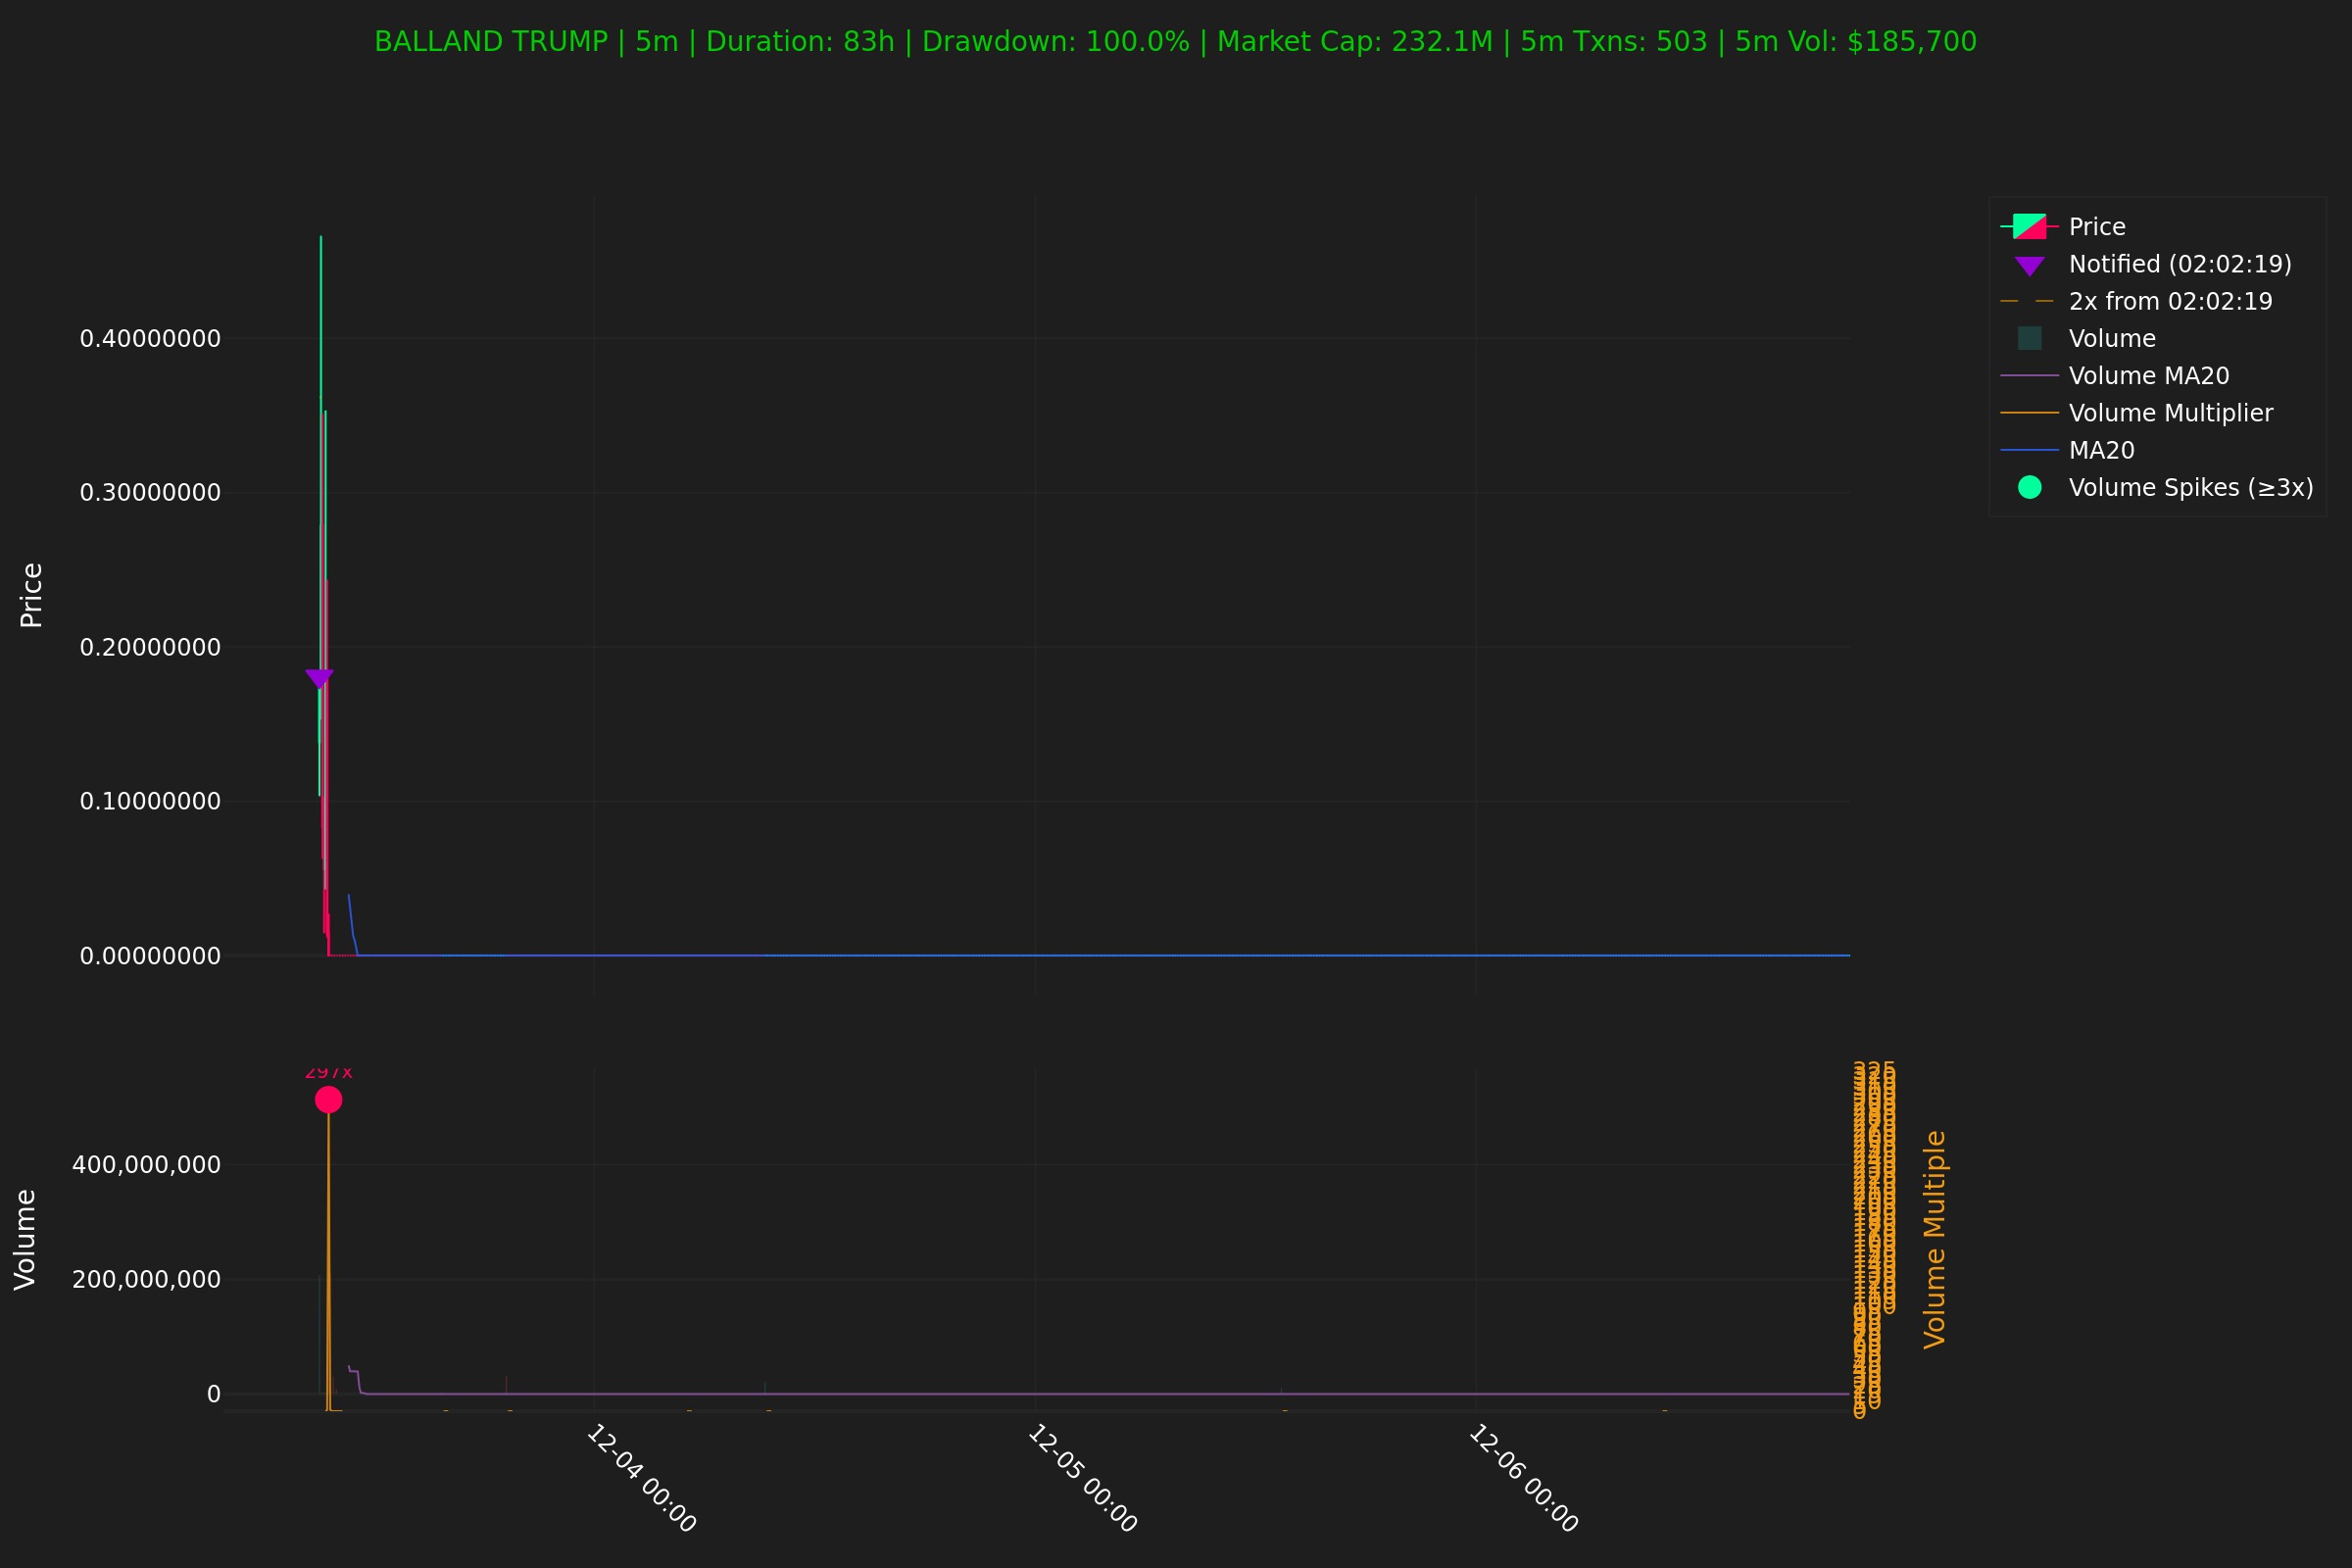 BALLAND TRUMP | 5m | Duration: 83h | Drawdown: 100.0% | Market Cap: 232.1M | 5m Txns: 503 | 5m Vol: $185,700
Price
Notified (02:02:19)
2x from 02:02:19
Volume
Volume MA20
Volume Multiplier
MA20
Volume Spikes (≥3x)
0.40000000
0.30000000
0.20000000
0.10000000
0.00000000
Price
297x
400,000,000
200,000,000
0
Volume
Volume Multiple
12-04 00:00
12-05 00:00
12-06 00:00